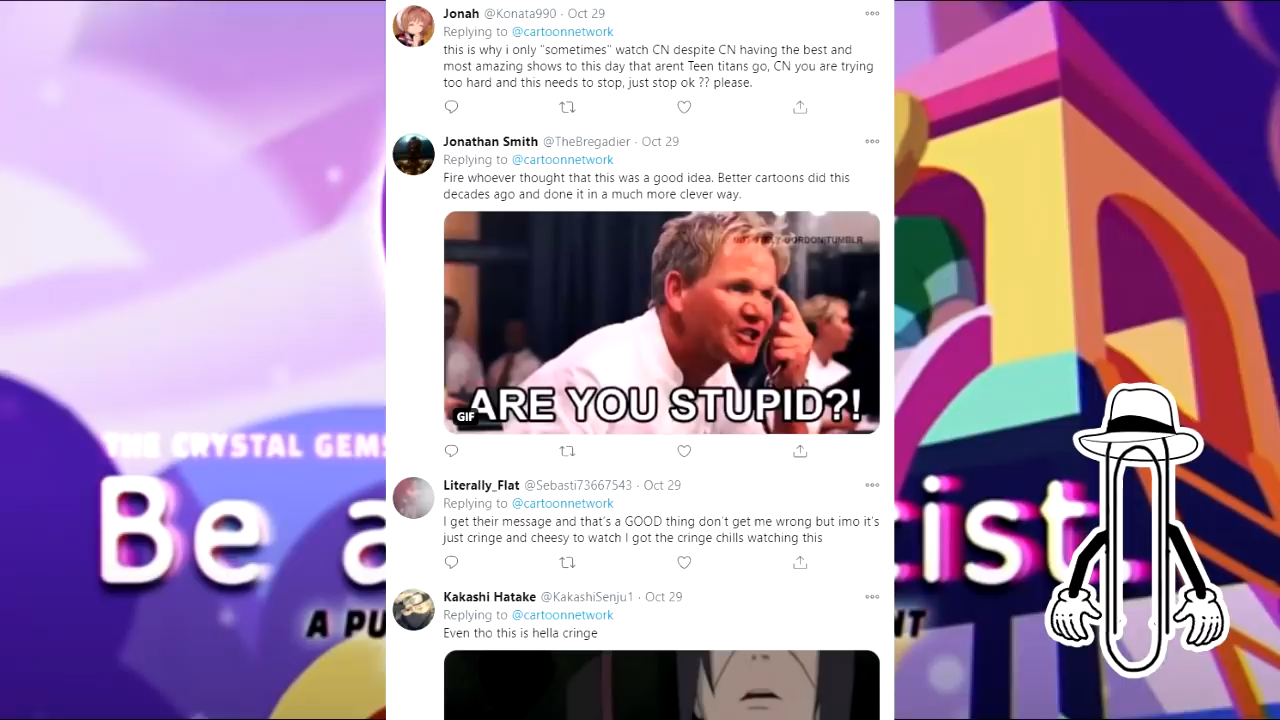 Jonah @Konata990 · Oct 29
Replying to @cartoonnetwork
this is why i only "sometimes" watch CN despite CN having the best and
most amazing shows to this day that arent Teen titans go, CN you are trying
too hard and this needs to stop, just stop ok ?? please.
Jonathan Smith @TheBregadier · Oct 29
Replying to @cartoonnetwork
Fire whoever thought that this was a good idea. Better cartoons did this
decades ago and done it in a much more clever way.
GORDON|TUMBLR
ARE YOU STUPID?!
GIF
Literally_Flat @Sebasti73667543 · Oct 29
Replying to @cartoonnetwork
I get their message and that's a GOOD thing don't get me wrong but imo it's
just cringe and cheesy to watch I got the cringe chills watching this
Kakashi Hatake @KakashiSenju1 · Oct 29
Replying to @cartoonnetwork
Even tho this is hella cringe
THE CRYSTAL GEMS
Be a cist
A PU NT